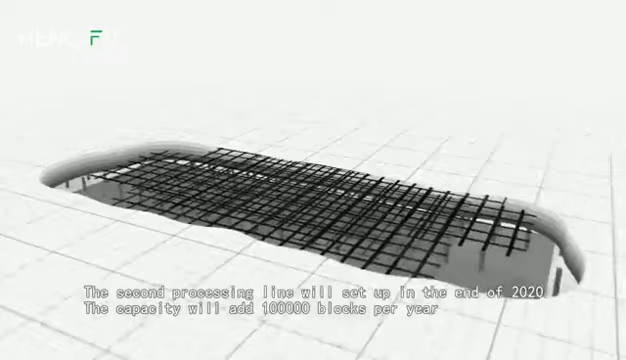 The second processing line will set up in the end of 2020
The capacity will add 100000 blocks per year